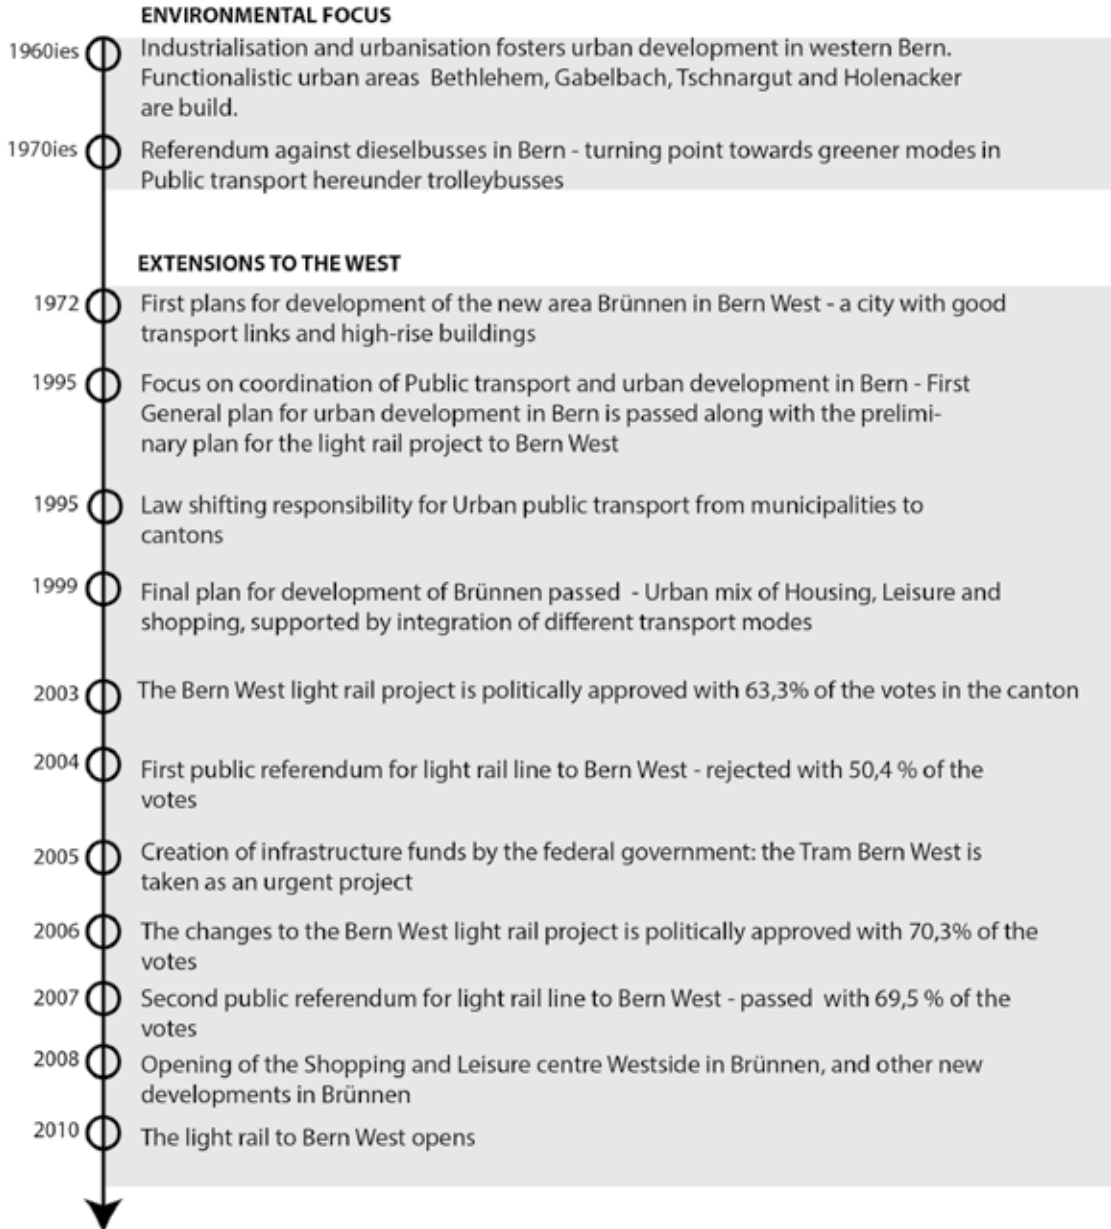 ENVIRONMENTAL FOCUS
1960ies
Industrialisation and urbanisation fosters urban development in western Bern.
Functionalistic urban areas Bethlehem, Gabelbach, Tschnargut and Holenacker
are build.
1970ies
Referendum against dieselbusses in Bern - turning point towards greener modes in
Public transport hereunder trolleybusses
EXTENSIONS TO THE WEST
1972
First plans for development of the new area Brünnen in Bern West - a city with good
transport links and high-rise buildings
1995
Focus on coordination of Public transport and urban development in Bern - First
General plan for urban development in Bern is passed along with the prelimi-
nary plan for the light rail project to Bern West
1995
Law shifting responsibility for Urban public transport from municipalities to
cantons
1999
Final plan for development of Brünnen passed - Urban mix of Housing, Leisure and
shopping, supported by integration of different transport modes
2003
The Bern West light rail project is politically approved with 63,3% of the votes in the canton
2004
First public referendum for light rail line to Bern West - rejected with 50,4 % of the
votes
2005
Creation of infrastructure funds by the federal government: the Tram Bern West is
taken as an urgent project
2006
The changes to the Bern West light rail project is politically approved with 70,3% of the
votes
2007
Second public referendum for light rail line to Bern West - passed with 69,5 % of the
votes
2008
Opening of the Shopping and Leisure centre Westside in Brünnen, and other new
developments in Brünnen
2010
The light rail to Bern West opens